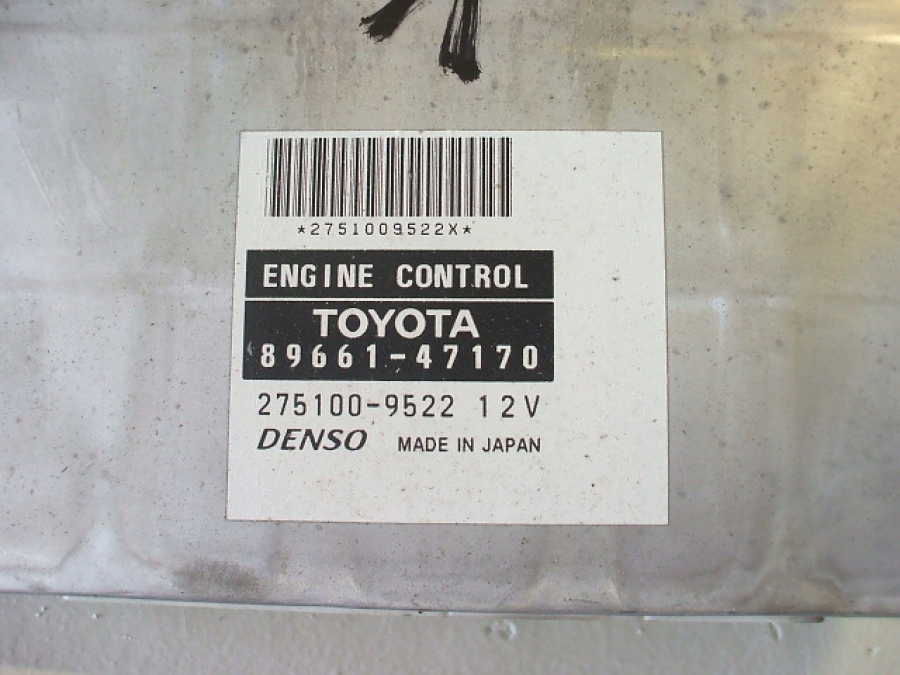 *2751009522X*
ENGINE CONTROL
TOYOTA
89661-47170
275100-9522 12V
DENSO MADE IN JAPAN